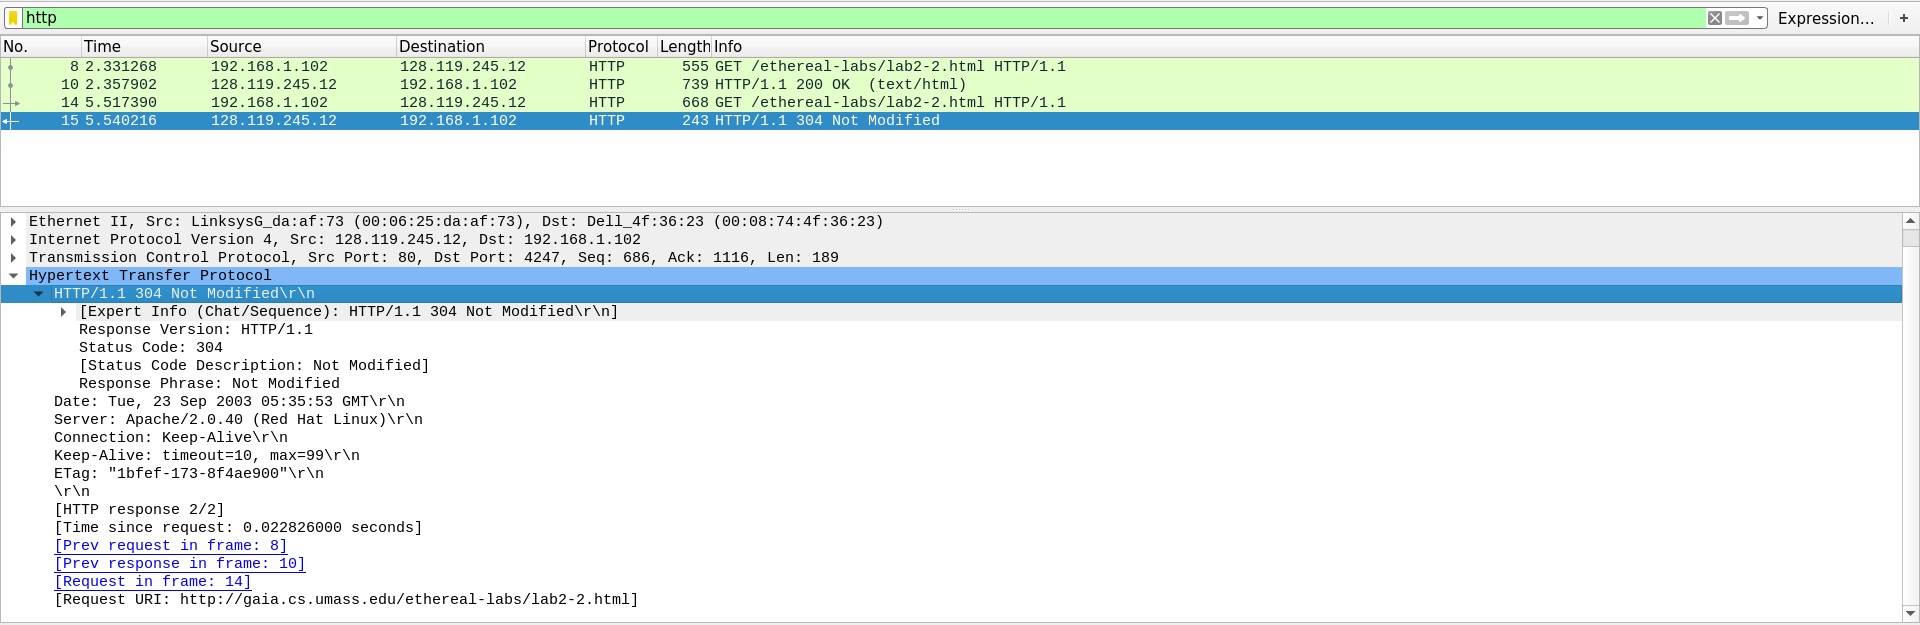 http Expression... +
No. Time Source Destination Protocol Length Info
8 2.331268 192.168.1.102 128.119.245.12 HTTP 555 GET /ethereal-labs/lab2-2.html HTTP/1.1
10 2.357902 128.119.245.12 192.168.1.102 HTTP 739 HTTP/1.1 200 OK  (text/html)
14 5.517390 192.168.1.102 128.119.245.12 HTTP 668 GET /ethereal-labs/lab2-2.html HTTP/1.1
15 5.540216 128.119.245.12 192.168.1.102 HTTP 243 HTTP/1.1 304 Not Modified
Ethernet II, Src: LinksysG_da:af:73 (00:06:25:da:af:73), Dst: Dell_4f:36:23 (00:08:74:4f:36:23)
Internet Protocol Version 4, Src: 128.119.245.12, Dst: 192.168.1.102
Transmission Control Protocol, Src Port: 80, Dst Port: 4247, Seq: 686, Ack: 1116, Len: 189
Hypertext Transfer Protocol
HTTP/1.1 304 Not Modified\r\n
[Expert Info (Chat/Sequence): HTTP/1.1 304 Not Modified\r\n]
Response Version: HTTP/1.1
Status Code: 304
[Status Code Description: Not Modified]
Response Phrase: Not Modified
Date: Tue, 23 Sep 2003 05:35:53 GMT\r\n
Server: Apache/2.0.40 (Red Hat Linux)\r\n
Connection: Keep-Alive\r\n
Keep-Alive: timeout=10, max=99\r\n
ETag: "1bfef-173-8f4ae900"\r\n
\r\n
[HTTP response 2/2]
[Time since request: 0.022826000 seconds]
[Prev request in frame: 8]
[Prev response in frame: 10]
[Request in frame: 14]
[Request URI: http://gaia.cs.umass.edu/ethereal-labs/lab2-2.html]